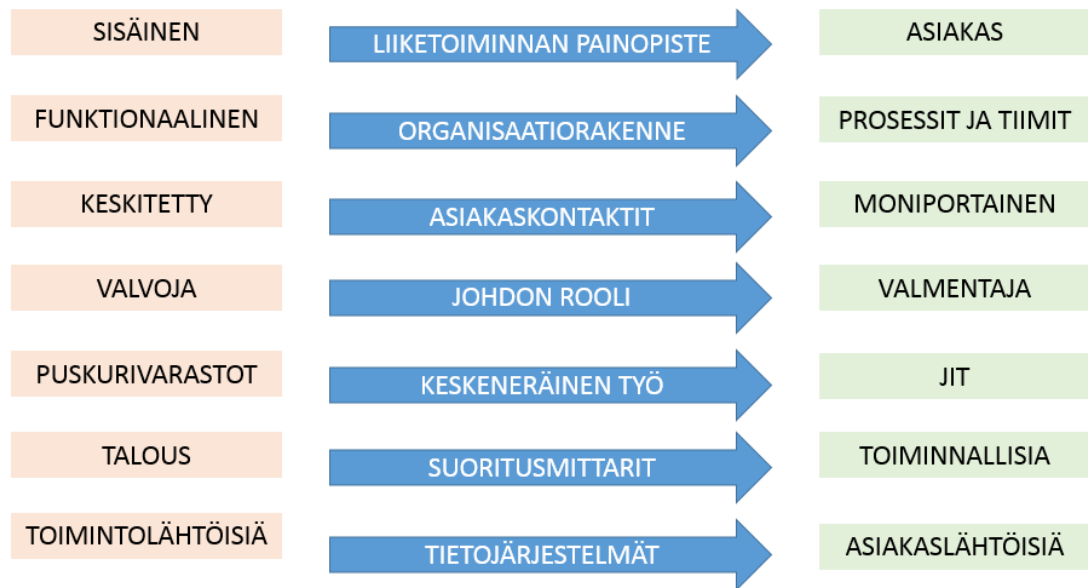 SISÄINEN
LIIKETOIMINNAN PAINOPISTE
ASIAKAS
FUNKTIONAALINEN
ORGANISAATIORAKENNE
PROSESSIT JA TIIMIT
KESKITETTY
ASIAKASKONTAKTIT
MONIPORTAINEN
VALVOJA
JOHDON ROOLI
VALMENTAJA
PUSKURIVARASTOT
KESKENERÄINEN TYÖ
JIT
TALOUS
SUORITUSMITTARIT
TOIMINNALLISIA
TOIMINTOLÄHTÖISIÄ
TIETOJÄRJESTELMÄT
ASIAKASLÄHTÖISIÄ